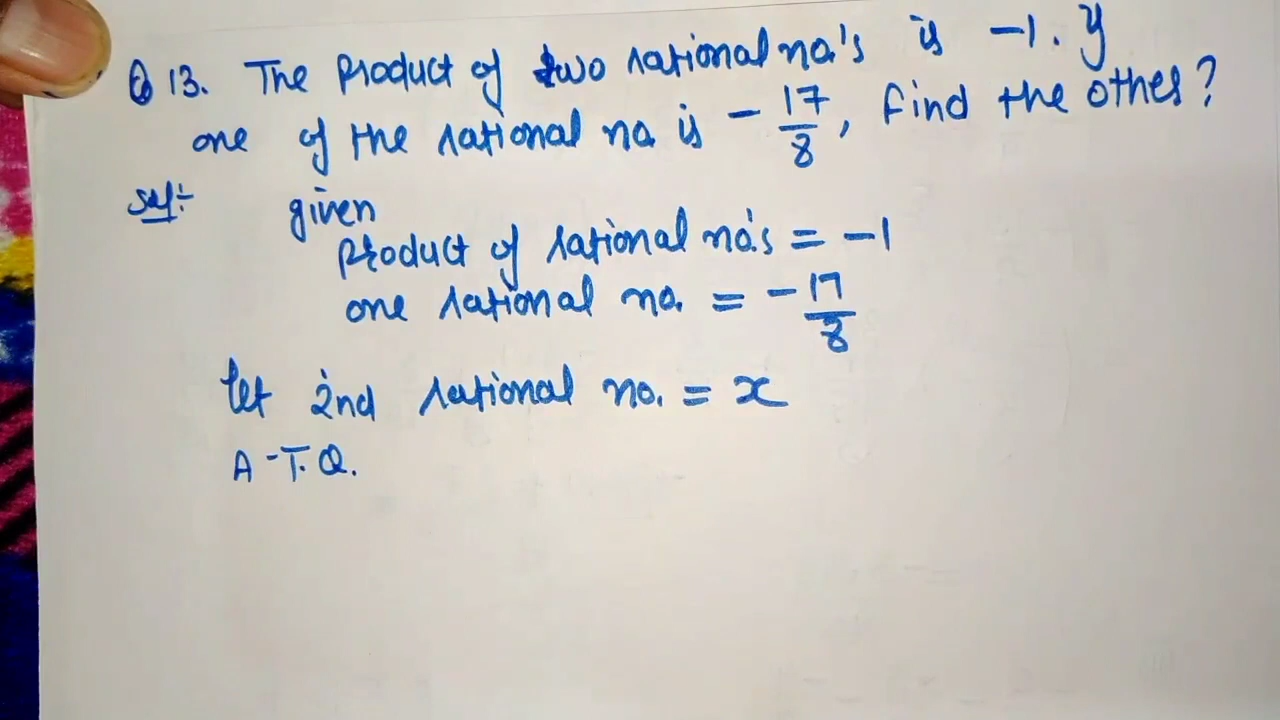 Q 13. The product of two rational no's is -1. If
one of the rational no. is - 17/8, find the other?
Sol:- given
product of rational no's = -1
one rational no. = - 17/8
let 2nd rational no. = x
A.T.Q.